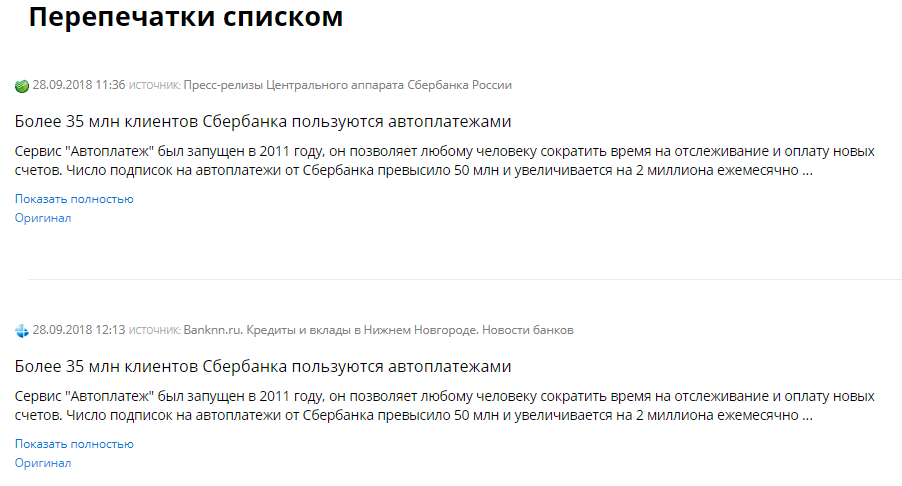 Перепечатки списком
28.09.2018 11:36 ИСТОЧНИК: Пресс-релизы Центрального аппарата Сбербанка России
Более 35 млн клиентов Сбербанка пользуются автоплатежами
Сервис "Автоплатеж" был запущен в 2011 году, он позволяет любому человеку сократить время на отслеживание и оплату новых
счетов. Число подписок на автоплатежи от Сбербанка превысило 50 млн и увеличивается на 2 миллиона ежемесячно ...
Показать полностью
Оригинал
28.09.2018 12:13 ИСТОЧНИК: Banknn.ru. Кредиты и вклады в Нижнем Новгороде. Новости банков
Более 35 млн клиентов Сбербанка пользуются автоплатежами
Сервис "Автоплатеж" был запущен в 2011 году, он позволяет любому человеку сократить время на отслеживание и оплату новых
счетов. Число подписок на автоплатежи от Сбербанка превысило 50 млн и увеличивается на 2 миллиона ежемесячно ...
Показать полностью
Оригинал